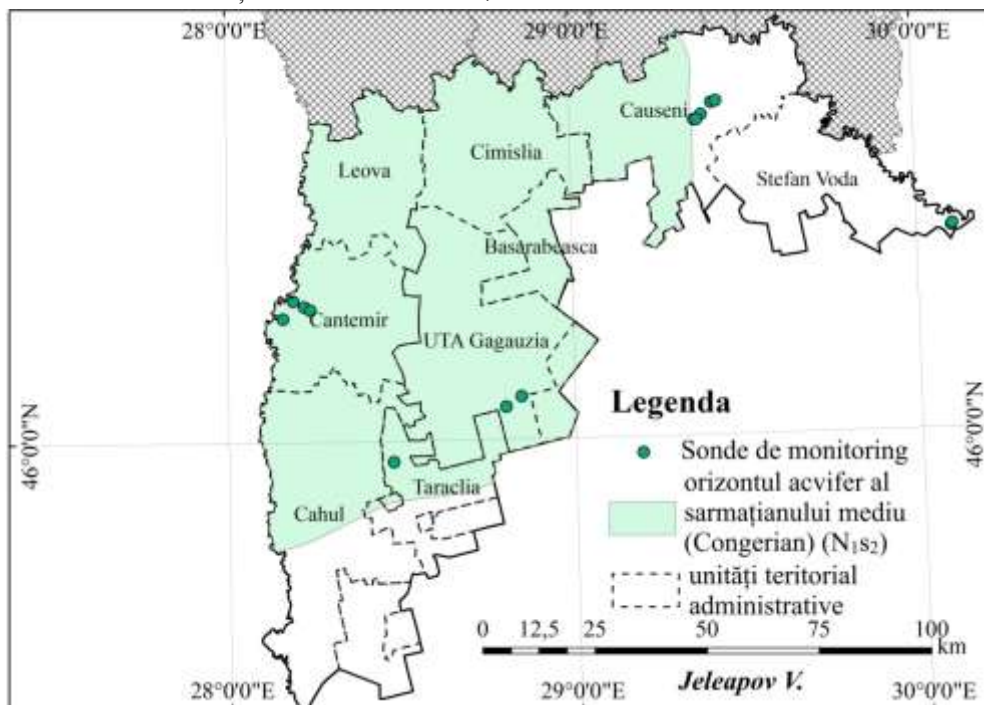 28°0'0"E 29°0'0"E 30°0'0"E
Causeni
Leova
Cimislia
Stefan Voda
Basarabeasca
Cantemir
UTA Gagauzia
46°0'0"N
46°0'0"N
Taraclia
Cahul
Legenda
Sonde de monitoring
orizontul acvifer al
sarmațianului mediu
(Congerian) (N₁s₂)
unități teritorial
administrative
0 12,5 25 50 75 100
km
Jeleapov V.
28°0'0"E 29°0'0"E 30°0'0"E